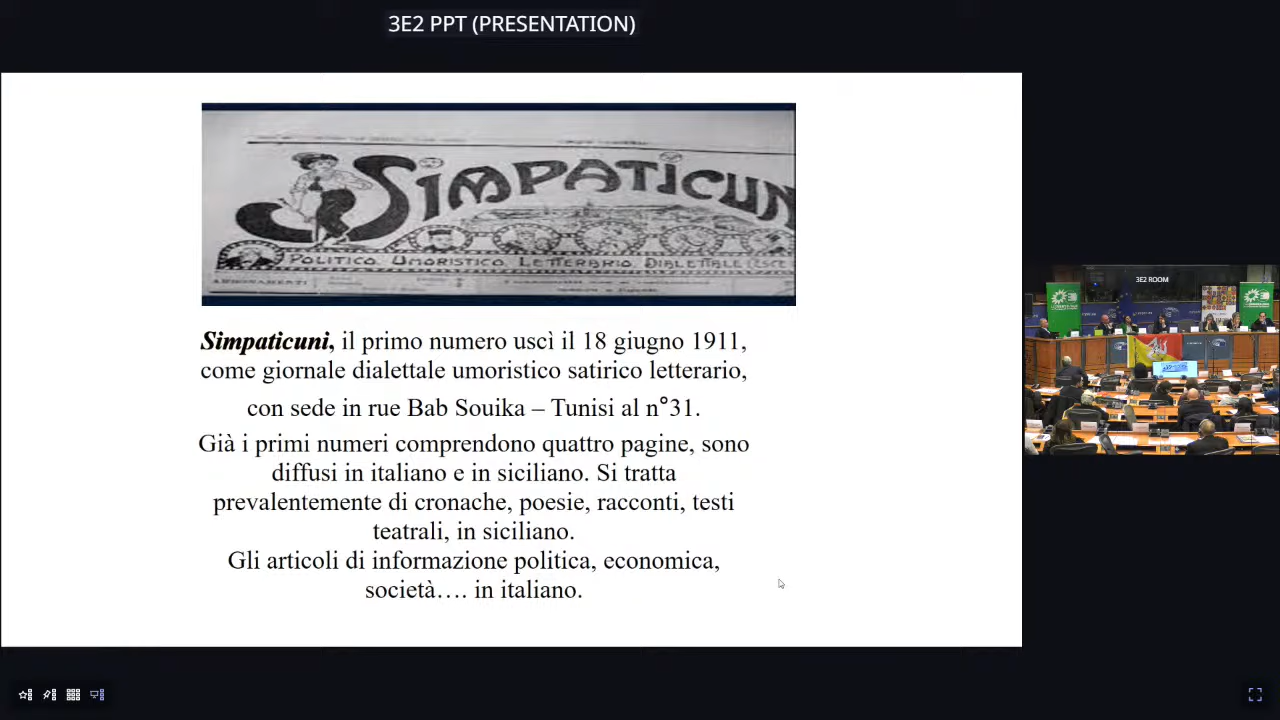 3E2 PPT (PRESENTATION)
SIMPATICUN
POLITICO. UMORISTICO. LETTERARIO. DIALETTALE (ESCE
ABBONAMENTI
Simpaticuni, il primo numero uscì il 18 giugno 1911,
come giornale dialettale umoristico satirico letterario,
con sede in rue Bab Souika – Tunisi al n°31.
Già i primi numeri comprendono quattro pagine, sono
diffusi in italiano e in siciliano. Si tratta
prevalentemente di cronache, poesie, racconti, testi
teatrali, in siciliano.
Gli articoli di informazione politica, economica,
società…. in italiano.
3E2 ROOM